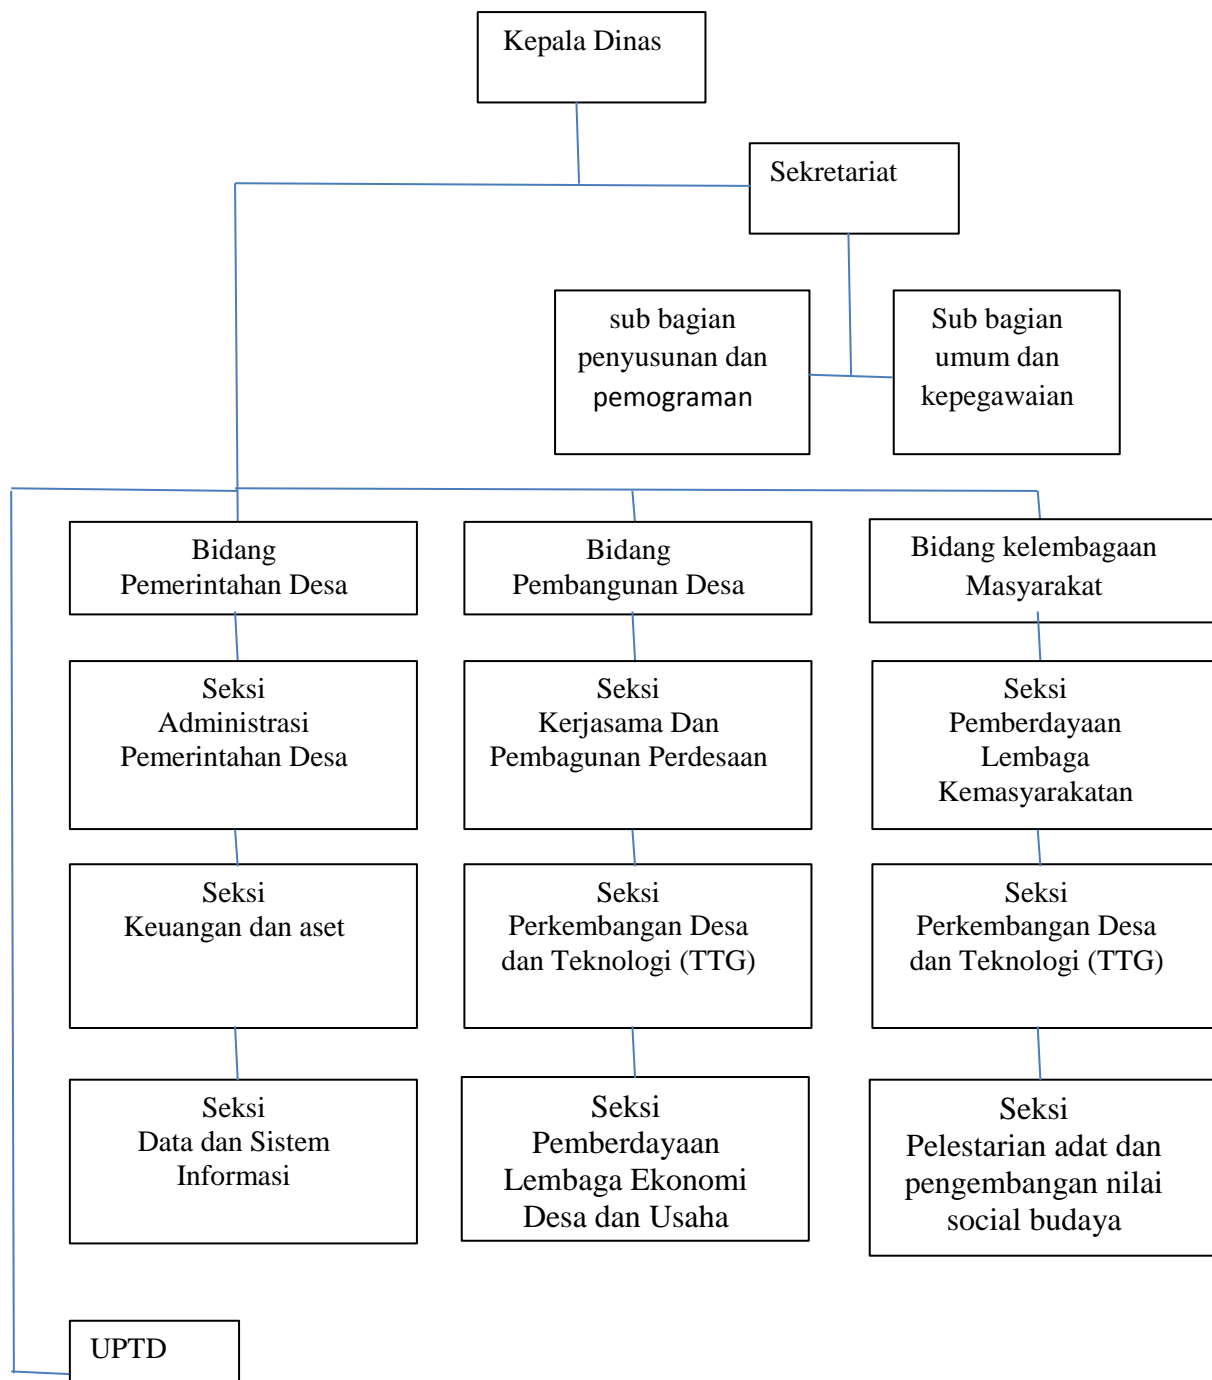 Kepala Dinas
Sekretariat
sub bagian
penyusunan dan
pemograman
Sub bagian
umum dan
kepegawaian
Bidang
Pemerintahan Desa
Bidang
Pembangunan Desa
Bidang kelembagaan
Masyarakat
Seksi
Administrasi
Pemerintahan Desa
Seksi
Kerjasama Dan
Pembagunan Perdesaan
Seksi
Pemberdayaan
Lembaga
Kemasyarakatan
Seksi
Keuangan dan aset
Seksi
Perkembangan Desa
dan Teknologi (TTG)
Seksi
Perkembangan Desa
dan Teknologi (TTG)
Seksi
Data dan Sistem
Informasi
Seksi
Pemberdayaan
Lembaga Ekonomi
Desa dan Usaha
Seksi
Pelestarian adat dan
pengembangan nilai
social budaya
UPTD